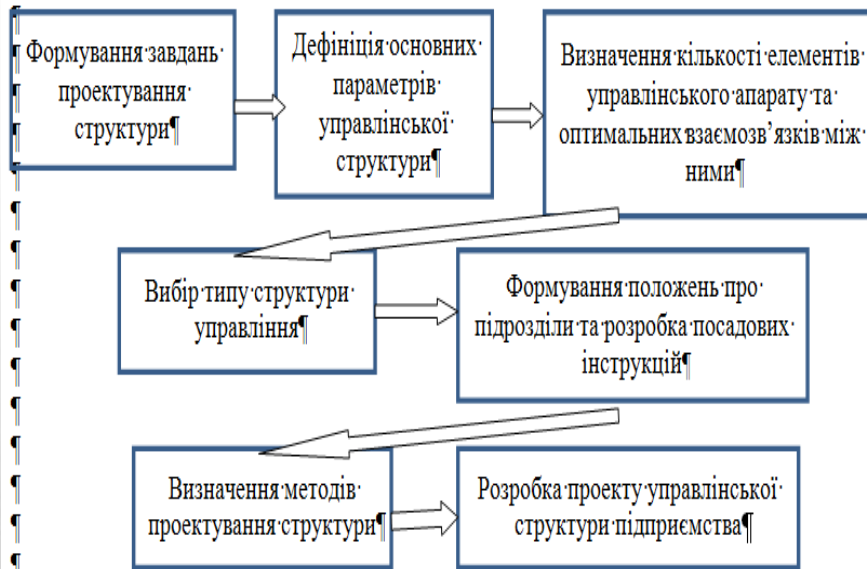 Формування завдань
проектування
структури¶
Дефініція основних
параметрів
управлінської
структури¶
Визначення кількості елементів
управлінського апарату та
оптимальних взаємозв’язків між
ними¶
Вибір типу структури
управління¶
Формування положень про
підрозділи та розробка посадових
інструкцій¶
Визначення методів
проектування структури¶
Розробка проекту управлінської
структури підприємства¶